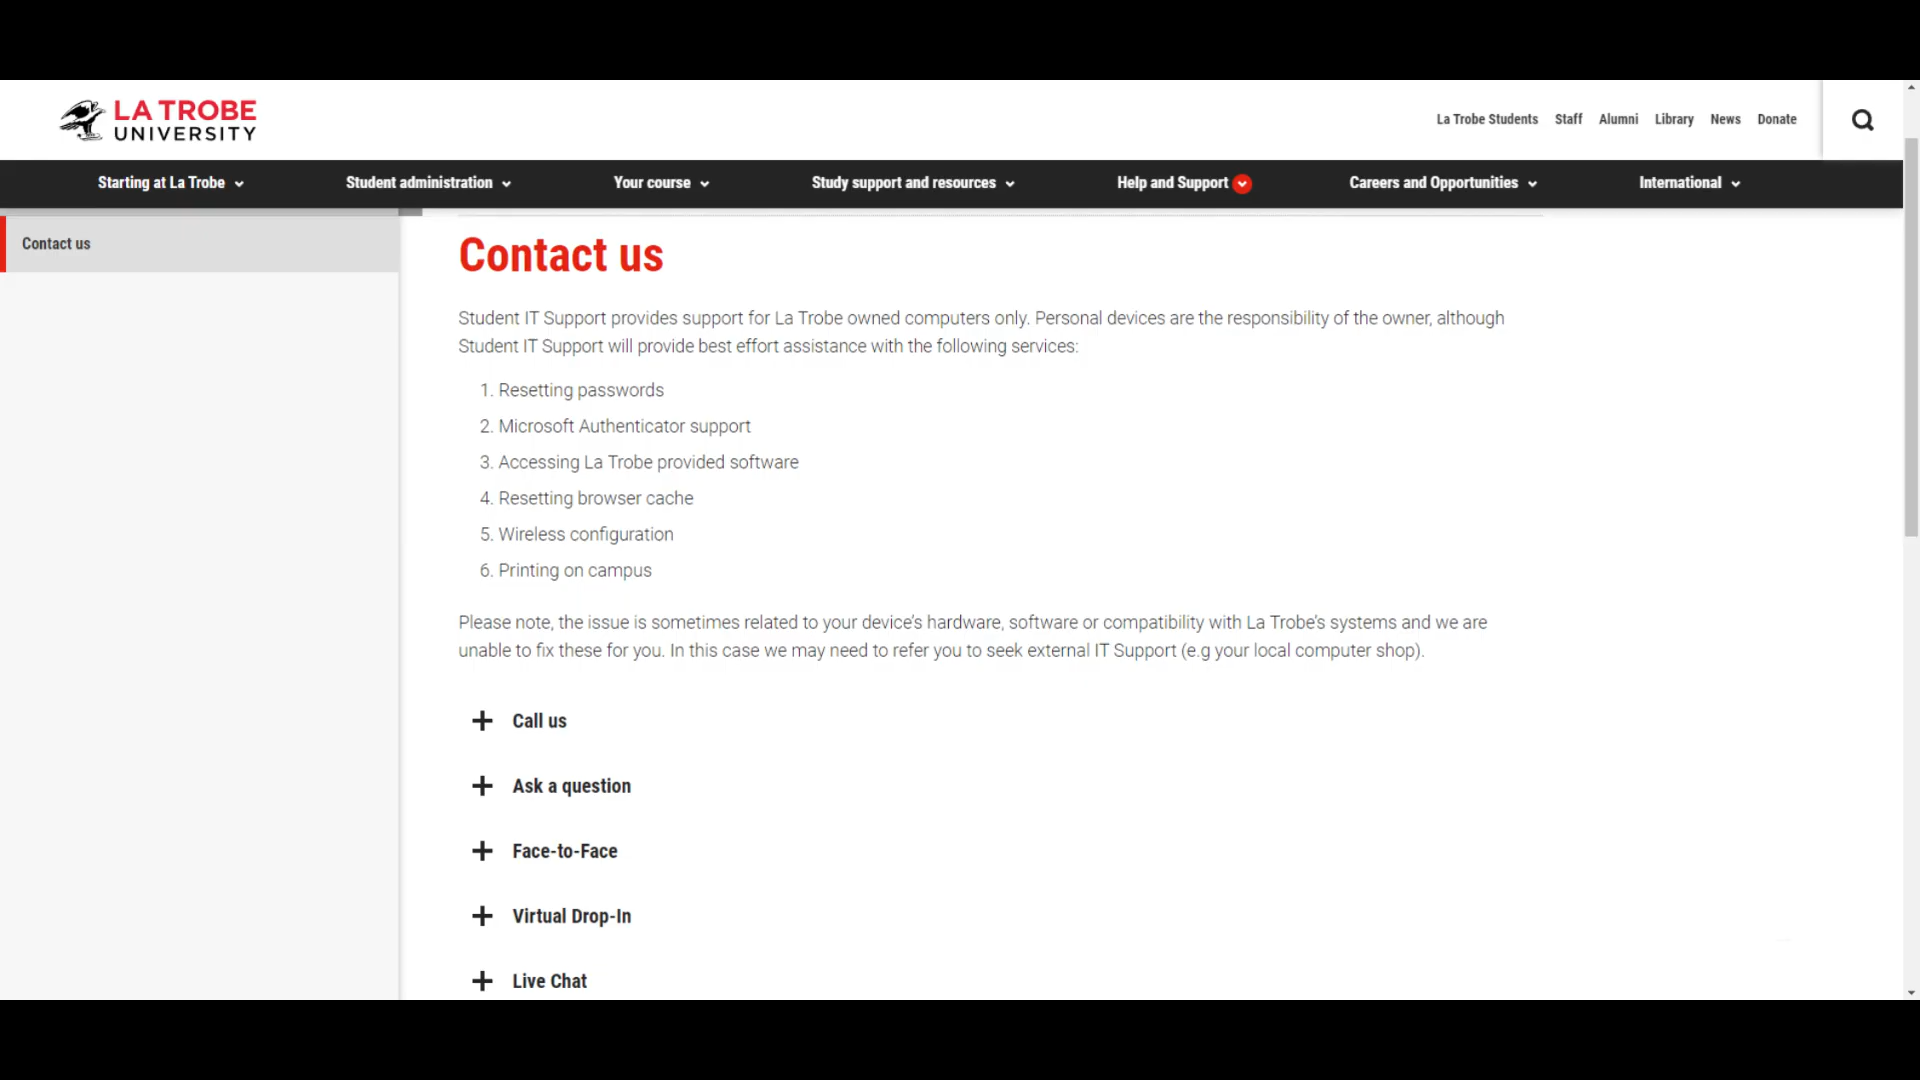 LA TROBE
UNIVERSITY
La Trobe Students Staff Alumni Library News Donate
Starting at La Trobe Student administration Your course Study support and resources Help and Support Careers and Opportunities International
Contact us
Contact us
Student IT Support provides support for La Trobe owned computers only. Personal devices are the responsibility of the owner, although
Student IT Support will provide best effort assistance with the following services:
1. Resetting passwords
2. Microsoft Authenticator support
3. Accessing La Trobe provided software
4. Resetting browser cache
5. Wireless configuration
6. Printing on campus
Please note, the issue is sometimes related to your device’s hardware, software or compatibility with La Trobe’s systems and we are
unable to fix these for you. In this case we may need to refer you to seek external IT Support (e.g your local computer shop).
Call us
Ask a question
Face-to-Face
Virtual Drop-In
Live Chat